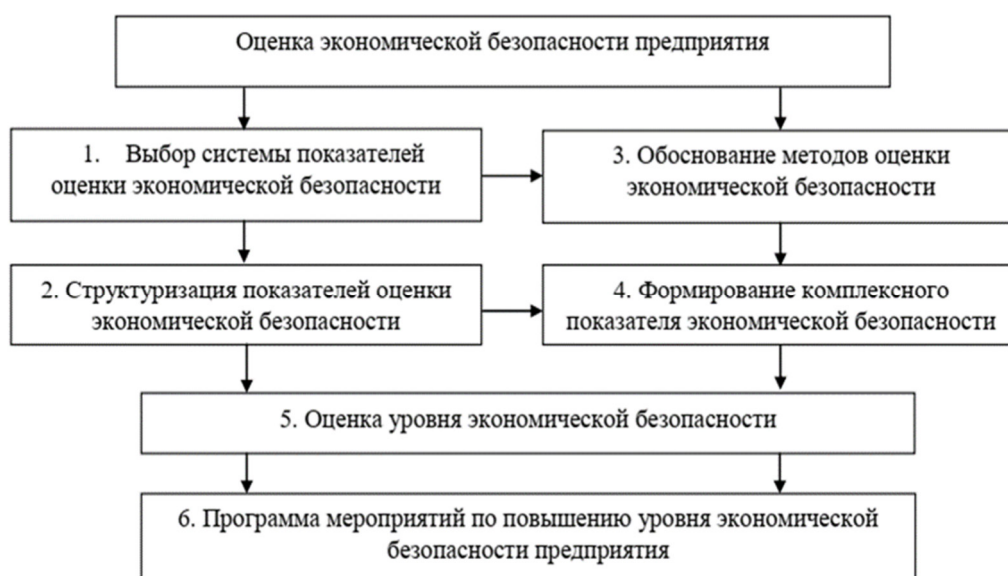 Оценка экономической безопасности предприятия
1. Выбор системы показателей
оценки экономической безопасности
3. Обоснование методов оценки
экономической безопасности
2. Структуризация показателей оценки
экономической безопасности
4. Формирование комплексного
показателя экономической безопасности
5. Оценка уровня экономической безопасности
6. Программа мероприятий по повышению уровня экономической
безопасности предприятия